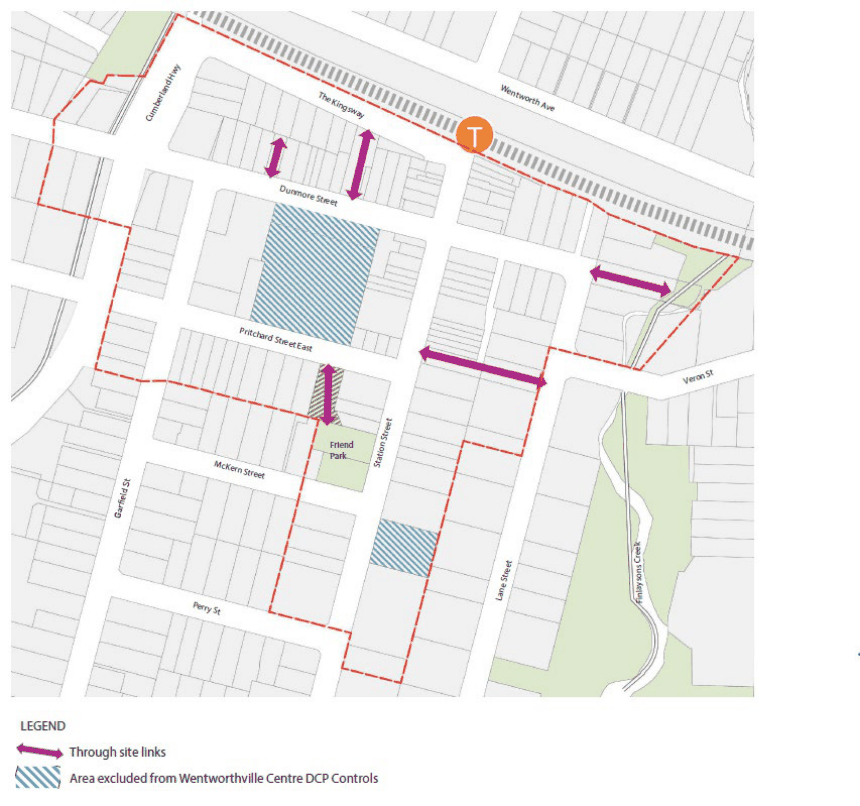 Wentworth Ave
Cumberland Hwy
The Kingsway
T
Dunmore Street
Pritchard Street East
Veron St
Friend
Park
Station Street
McKern Street
Garfield St
Lane Street
Finlaysons Creek
Perry St
LEGEND
Through site links
Area excluded from Wentworthville Centre DCP Controls